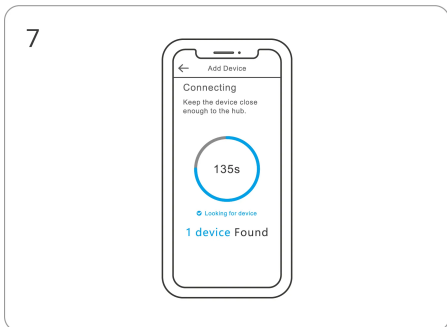 7
Add Device
Connecting
Keep the device close
enough to the hub.
135s
Looking for device
1 device Found